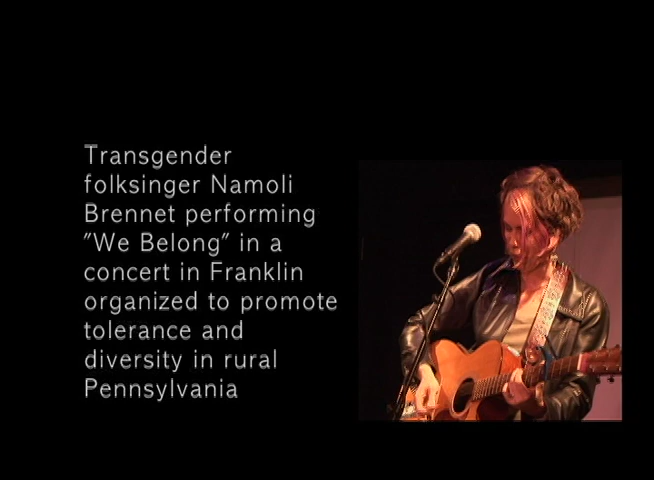 Transgender
folksinger Namoli
Brennet performing
"We Belong" in a
concert in Franklin
organized to promote
tolerance and
diversity in rural
Pennsylvania